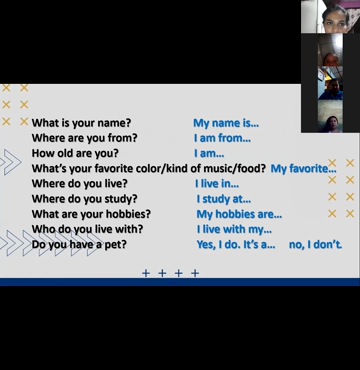 What is your name? My name is...
Where are you from? I am from...
How old are you? I am...
What's your favorite color/kind of music/food? My favorite...
Where do you live? I live in...
Where do you study? I study at...
What are your hobbies? My hobbies are...
Who do you live with? I live with my...
Do you have a pet? Yes, I do. It's a... no, I don't.